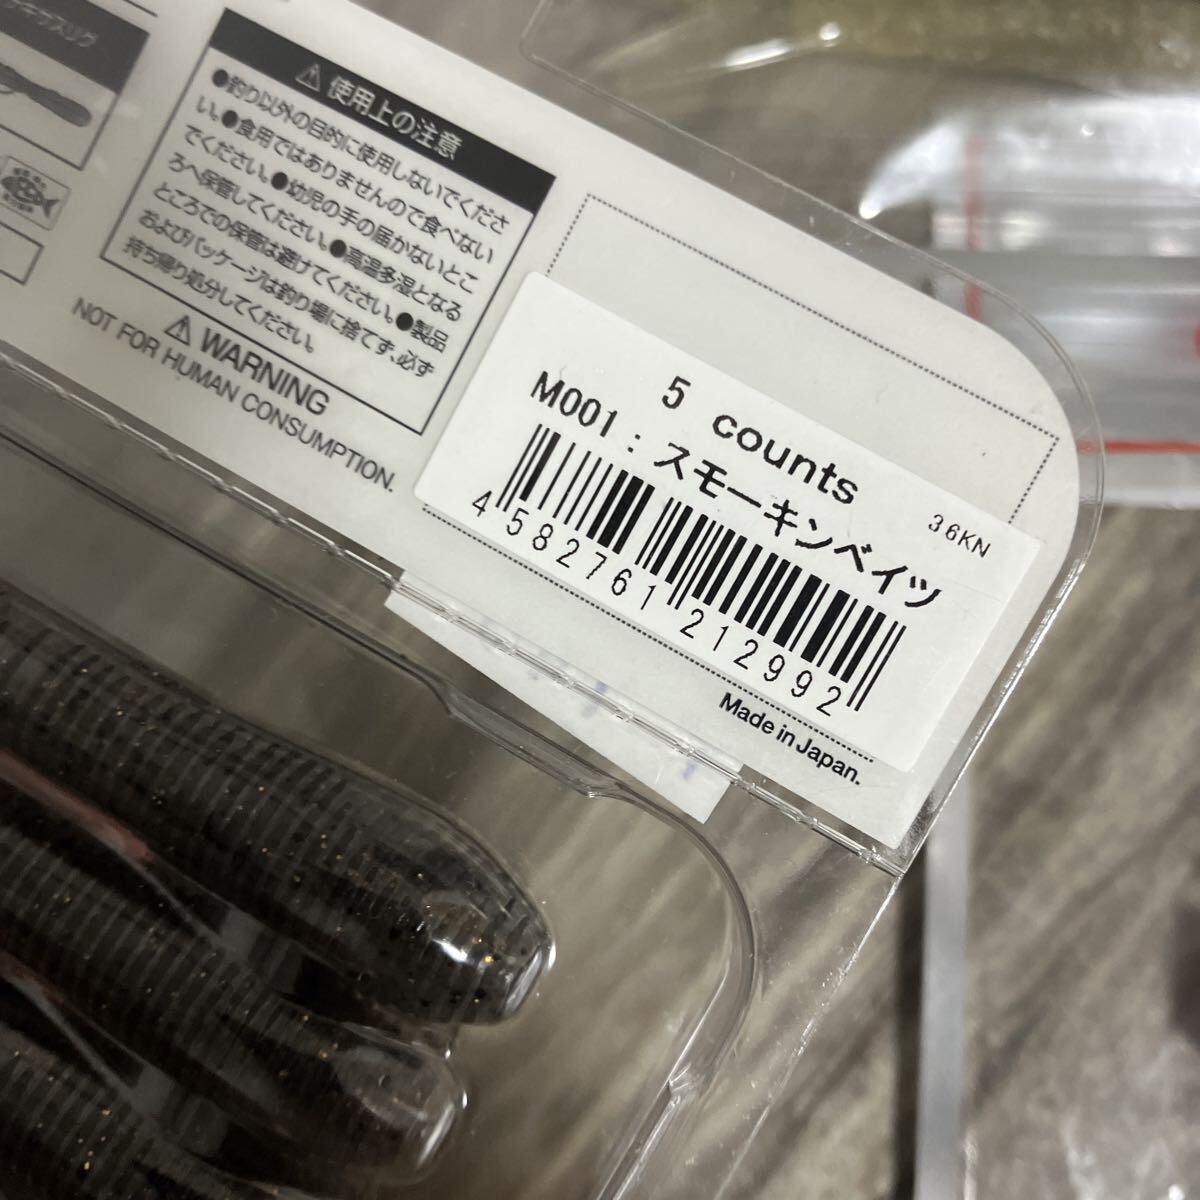 ⚠ 使用上の注意
●釣り以外の目的に使用しないでくださ
い。●食用ではありませんので食べない
でください。●幼児の手の届かないとこ
ろへ保管してください。●高温多湿となる
ところでの保管は避けてください。●製品
およびパッケージは釣り場に捨てず、必ず
持ち帰り処分してください。
⚠ WARNING
NOT FOR HUMAN CONSUMPTION.
5 counts
M001:スモーキンベイツ
36KN
4 582761 212992
Made in Japan.